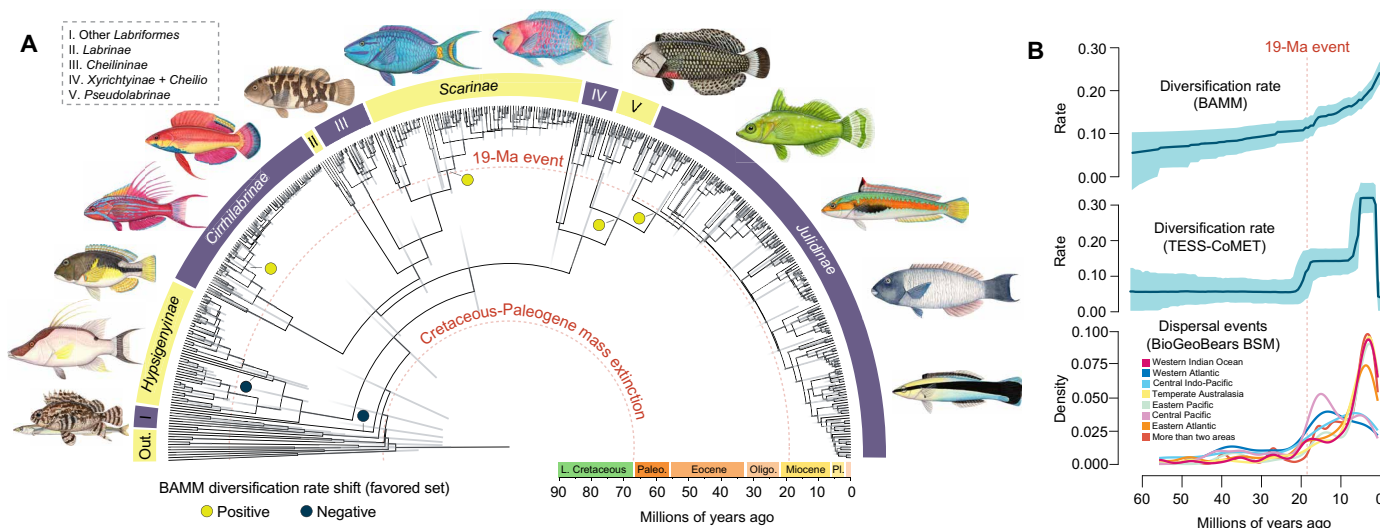 A
I. Other Labriformes
II. Labrinae
III. Cheilininae
IV. Xyrichtyinae + Cheilio
V. Pseudolabrinae
Out.
I
Hypsigenyinae
Cirrhilabrinae
II
III
Scarinae
IV
V
Julidinae
19-Ma event
Cretaceous-Paleogene mass extinction
BAMM diversification rate shift (favored set)
Positive
Negative
L. Cretaceous
Paleo.
Eocene
Oligo.
Miocene
Pl.
90 80 70 60 50 40 30 20 10 0
Millions of years ago
B
19-Ma event
0.30
0.20
0.10
0.00
Rate
Diversification rate
(BAMM)
0.30
0.20
0.10
0.00
Rate
Diversification rate
(TESS-CoMET)
0.100
0.075
0.050
0.025
0.000
Density
Dispersal events
(BioGeoBears BSM)
Western Indian Ocean
Western Atlantic
Central Indo-Pacific
Temperate Australasia
Eastern Pacific
Central Pacific
Eastern Atlantic
More than two areas
60 50 40 30 20 10 0
Millions of years ago